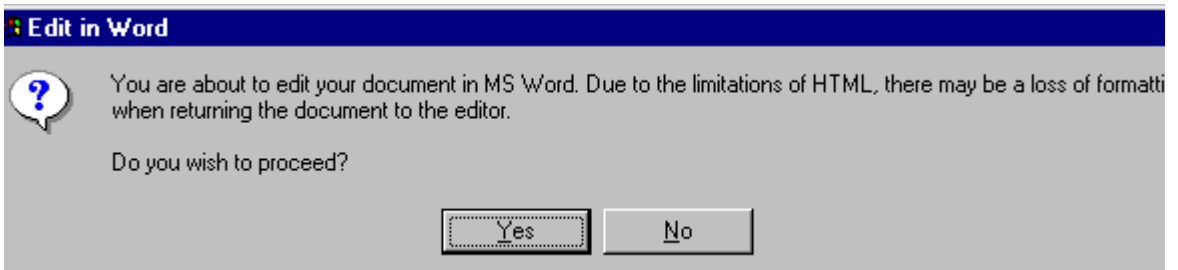 Edit in Word
You are about to edit your document in MS Word. Due to the limitations of HTML, there may be a loss of formatti
when returning the document to the editor.
Do you wish to proceed?
Yes
No